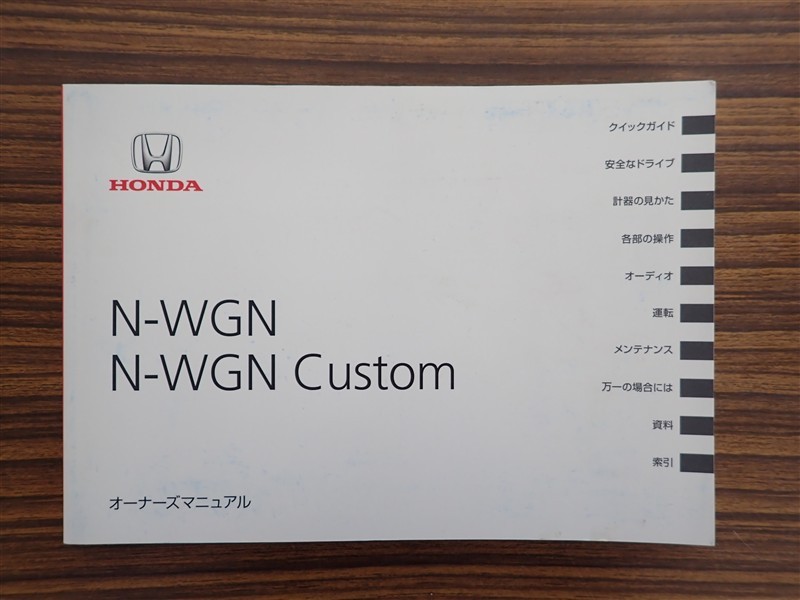 HONDA
N-WGN
N-WGN Custom
オーナーズマニュアル
クイックガイド
安全なドライブ
計器の見かた
各部の操作
オーディオ
運転
メンテナンス
万一の場合には
資料
索引